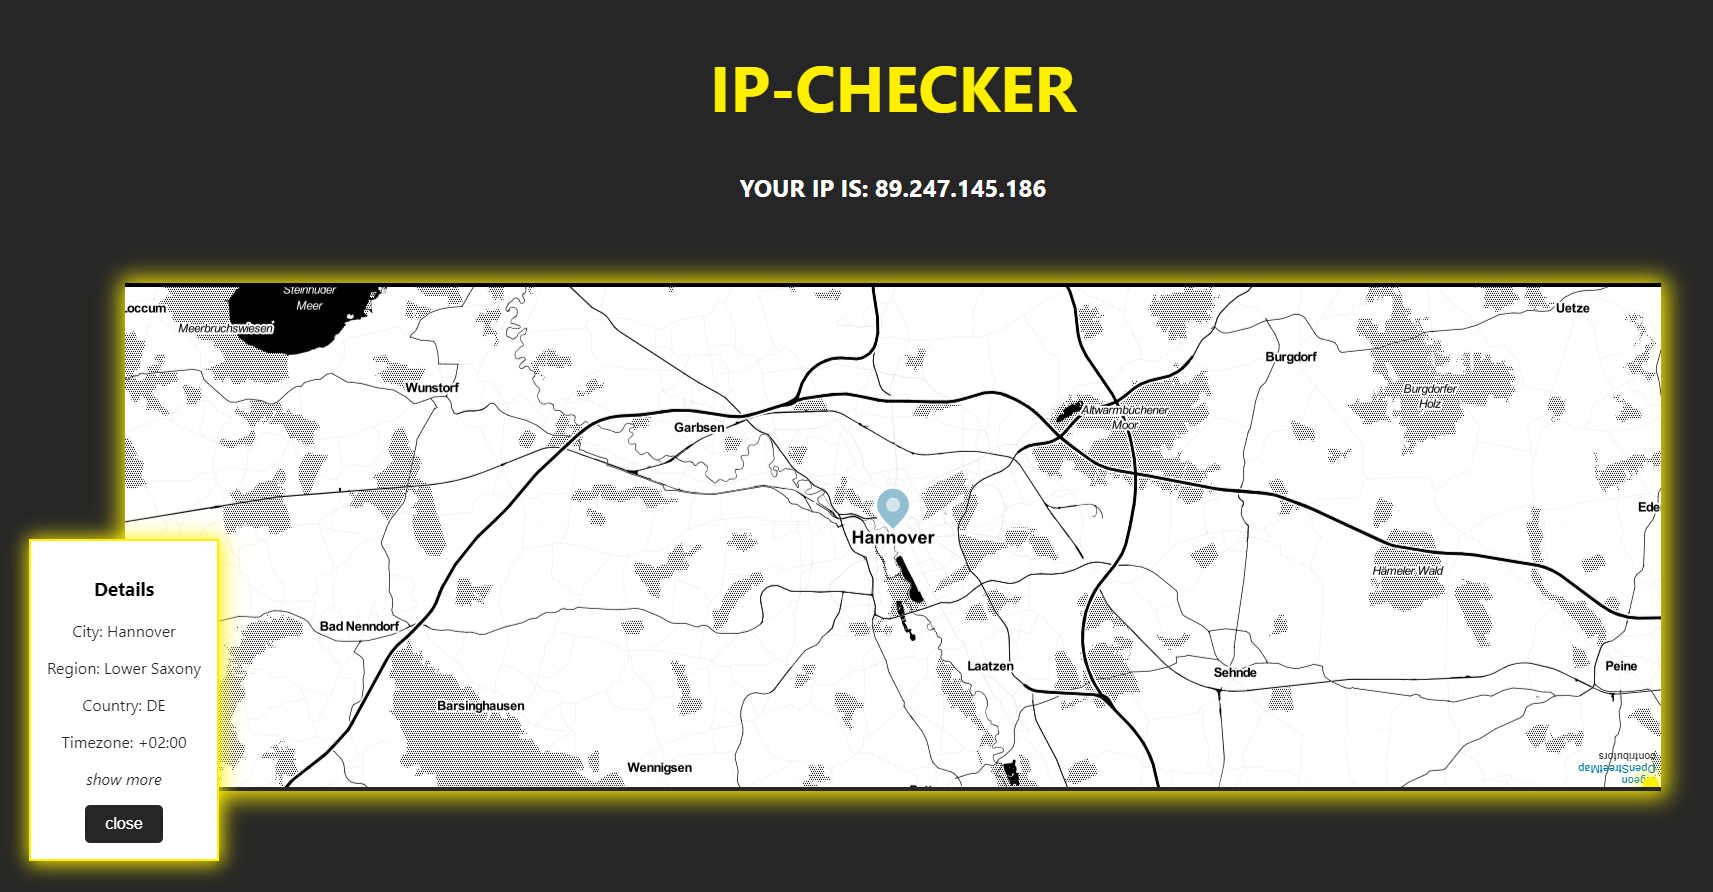 IP-CHECKER
YOUR IP IS: 89.247.145.186
Steinhuder
Meer
Loccum
Meerbruchswiesen
Uetze
Burgdorf
Wunstorf
Burgdorfer
Holz
Altwarmbüchener
Moor
Garbsen
Hannover
Hämeler Wald
Bad Nenndorf
Laatzen
Sehnde
Peine
Barsinghausen
Wennigsen
OpenStreetMap
contributors
Details
City: Hannover
Region: Lower Saxony
Country: DE
Timezone: +02:00
show more
close